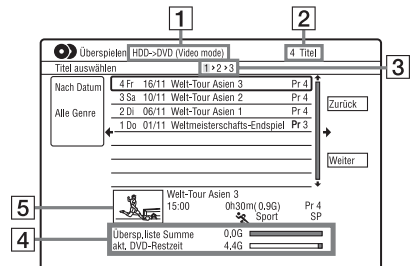 1
2
Überspielen HDD->DVD (Video mode) 4 Titel
Titel auswählen 1>2>3
3
Nach Datum
Alle Genre
4 Fr 16/11 Welt-Tour Asien 3 Pr 4
3 Sa 10/11 Welt-Tour Asien 2 Pr 4
2 Di 06/11 Welt-Tour Asien 1 Pr 4
1 Do 01/11 Weltmeisterschafts-Endspiel Pr 3
Zurück
Weiter
5
Welt-Tour Asien 3
15:00 0h30m(0.9G) Pr 4
Sport SP
4
Übersp.liste Summe 0,0G
akt. DVD-Restzeit 4,4G